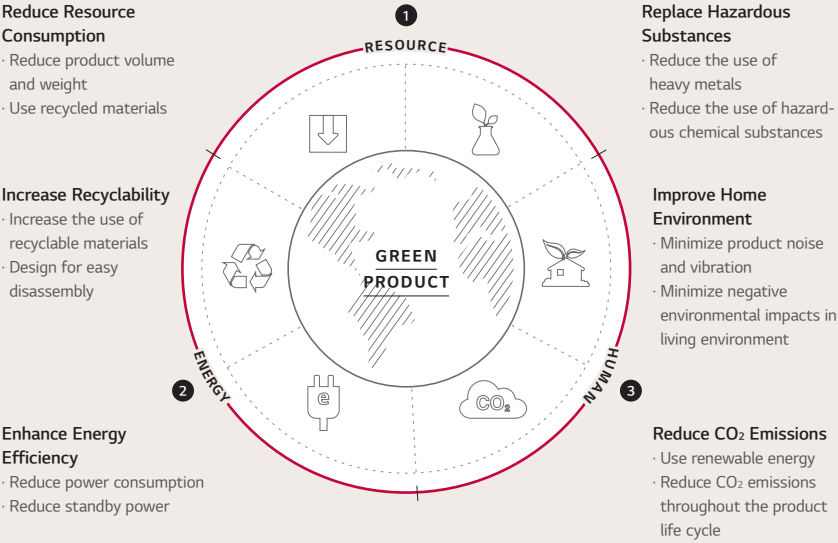 Reduce Resource
Consumption
· Reduce product volume
and weight
· Use recycled materials
Increase Recyclability
· Increase the use of
recyclable materials
· Design for easy
disassembly
Enhance Energy
Efficiency
· Reduce power consumption
· Reduce standby power
1
RESOURCE
GREEN
PRODUCT
2
ENERGY
e
CO₂
HUMAN
3
Replace Hazardous
Substances
· Reduce the use of
heavy metals
· Reduce the use of hazard-
ous chemical substances
Improve Home
Environment
· Minimize product noise
and vibration
· Minimize negative
environmental impacts in
living environment
Reduce CO₂ Emissions
· Use renewable energy
· Reduce CO₂ emissions
throughout the product
life cycle